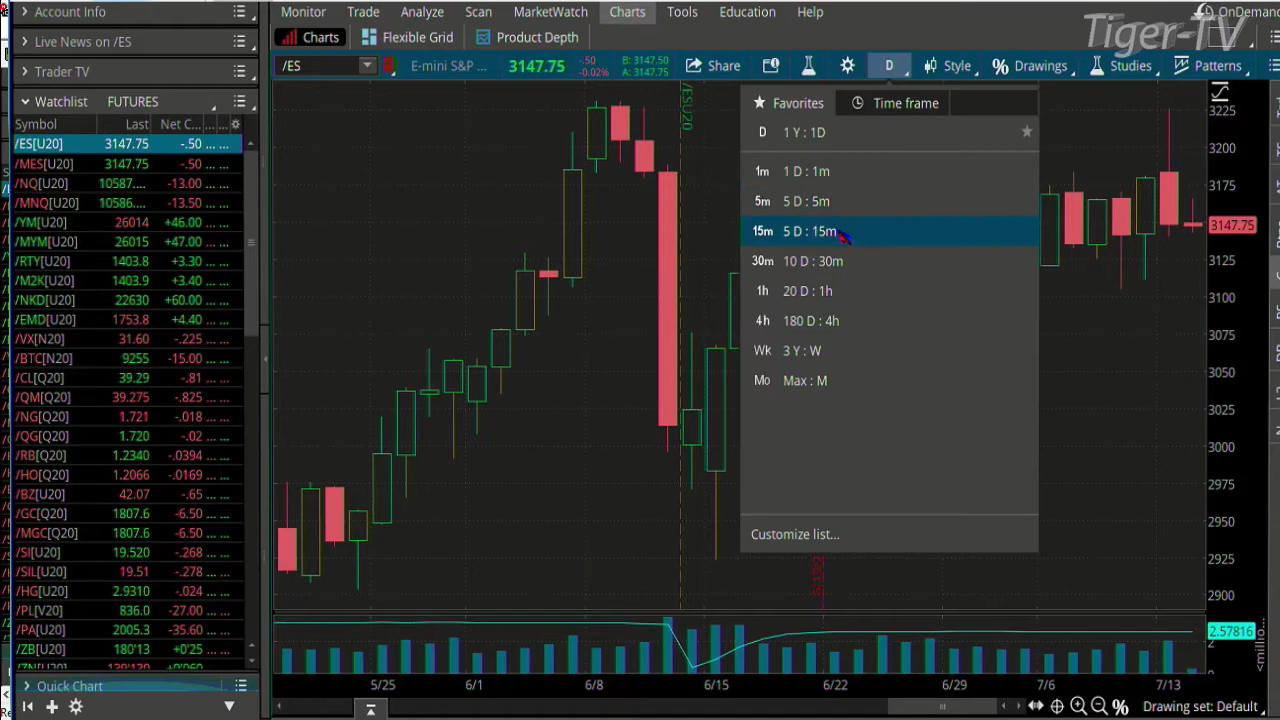 Account Info
Live News on /ES
Trader TV
Watchlist FUTURES
Symbol Last Net C... ... ...
/ES[U20] 3147.75 -.50 ... ...
/MES[U20] 3147.75 -.50 ... ...
/NQ[U20] 10587.... -13.00 ... ...
/MNQ[U20] 10586.... -13.50 ... ...
/YM[U20] 26014 +46.00 ... ...
/MYM[U20] 26015 +47.00 ... ...
/RTY[U20] 1403.8 +3.30 ... ...
/M2K[U20] 1403.9 +3.40 ... ...
/NKD[U20] 22630 +60.00 ... ...
/EMD[U20] 1753.8 +4.40 ... ...
/VX[N20] 31.60 -.225 ... ...
/BTC[N20] 9255 -15.00 ... ...
/CL[Q20] 39.29 -.81 ... ...
/QM[Q20] 39.275 -.825 ... ...
/NG[Q20] 1.721 -.018 ... ...
/QG[Q20] 1.720 -.02 ... ...
/RB[Q20] 1.2340 -.0394 ... ...
/HO[Q20] 1.2066 -.0169 ... ...
/BZ[U20] 42.07 -.65 ... ...
/GC[Q20] 1807.6 -6.50 ... ...
/MGC[Q20] 1807.6 -6.50 ... ...
/SI[U20] 19.520 -.268 ... ...
/SIL[U20] 19.51 -.278 ... ...
/HG[U20] 2.9310 -.024 ... ...
/PL[V20] 836.0 -27.00 ... ...
/PA[U20] 2005.3 -35.60 ... ...
/ZB[U20] 180'13 +0'25 ... ...
Quick Chart
Monitor Trade Analyze Scan MarketWatch Charts Tools Education Help
OnDemand
Tiger-TV
Charts Flexible Grid Product Depth
/ES E-mini S&P ... 3147.75 -.50 -0.02% B: 3147.50 A: 3147.75 Share D Style % Drawings Studies Patterns
Favorites Time frame
D 1 Y : 1D
1m 1 D : 1m
5m 5 D : 5m
15m 5 D : 15m
30m 10 D : 30m
1h 20 D : 1h
4h 180 D : 4h
Wk 3 Y : W
Mo Max : M
Customize list...
/ESU20
3225
3200
3175
3147.75
3125
3100
3075
3050
3025
3000
2975
2950
2925
2900
2.57816
2
0
<millio...
5/25 6/1 6/8 6/15 6/22 6/29 7/6 7/13
% Drawing set: Default